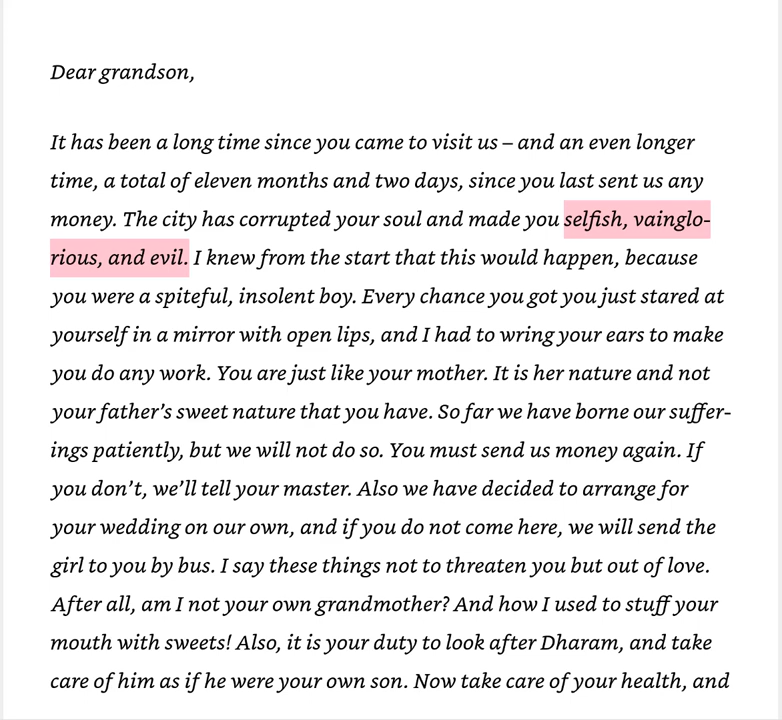 Dear grandson,
It has been a long time since you came to visit us – and an even longer
time, a total of eleven months and two days, since you last sent us any
money. The city has corrupted your soul and made you selfish, vainglo-
rious, and evil. I knew from the start that this would happen, because
you were a spiteful, insolent boy. Every chance you got you just stared at
yourself in a mirror with open lips, and I had to wring your ears to make
you do any work. You are just like your mother. It is her nature and not
your father’s sweet nature that you have. So far we have borne our suffer-
ings patiently, but we will not do so. You must send us money again. If
you don’t, we’ll tell your master. Also we have decided to arrange for
your wedding on our own, and if you do not come here, we will send the
girl to you by bus. I say these things not to threaten you but out of love.
After all, am I not your own grandmother? And how I used to stuff your
mouth with sweets! Also, it is your duty to look after Dharam, and take
care of him as if he were your own son. Now take care of your health, and